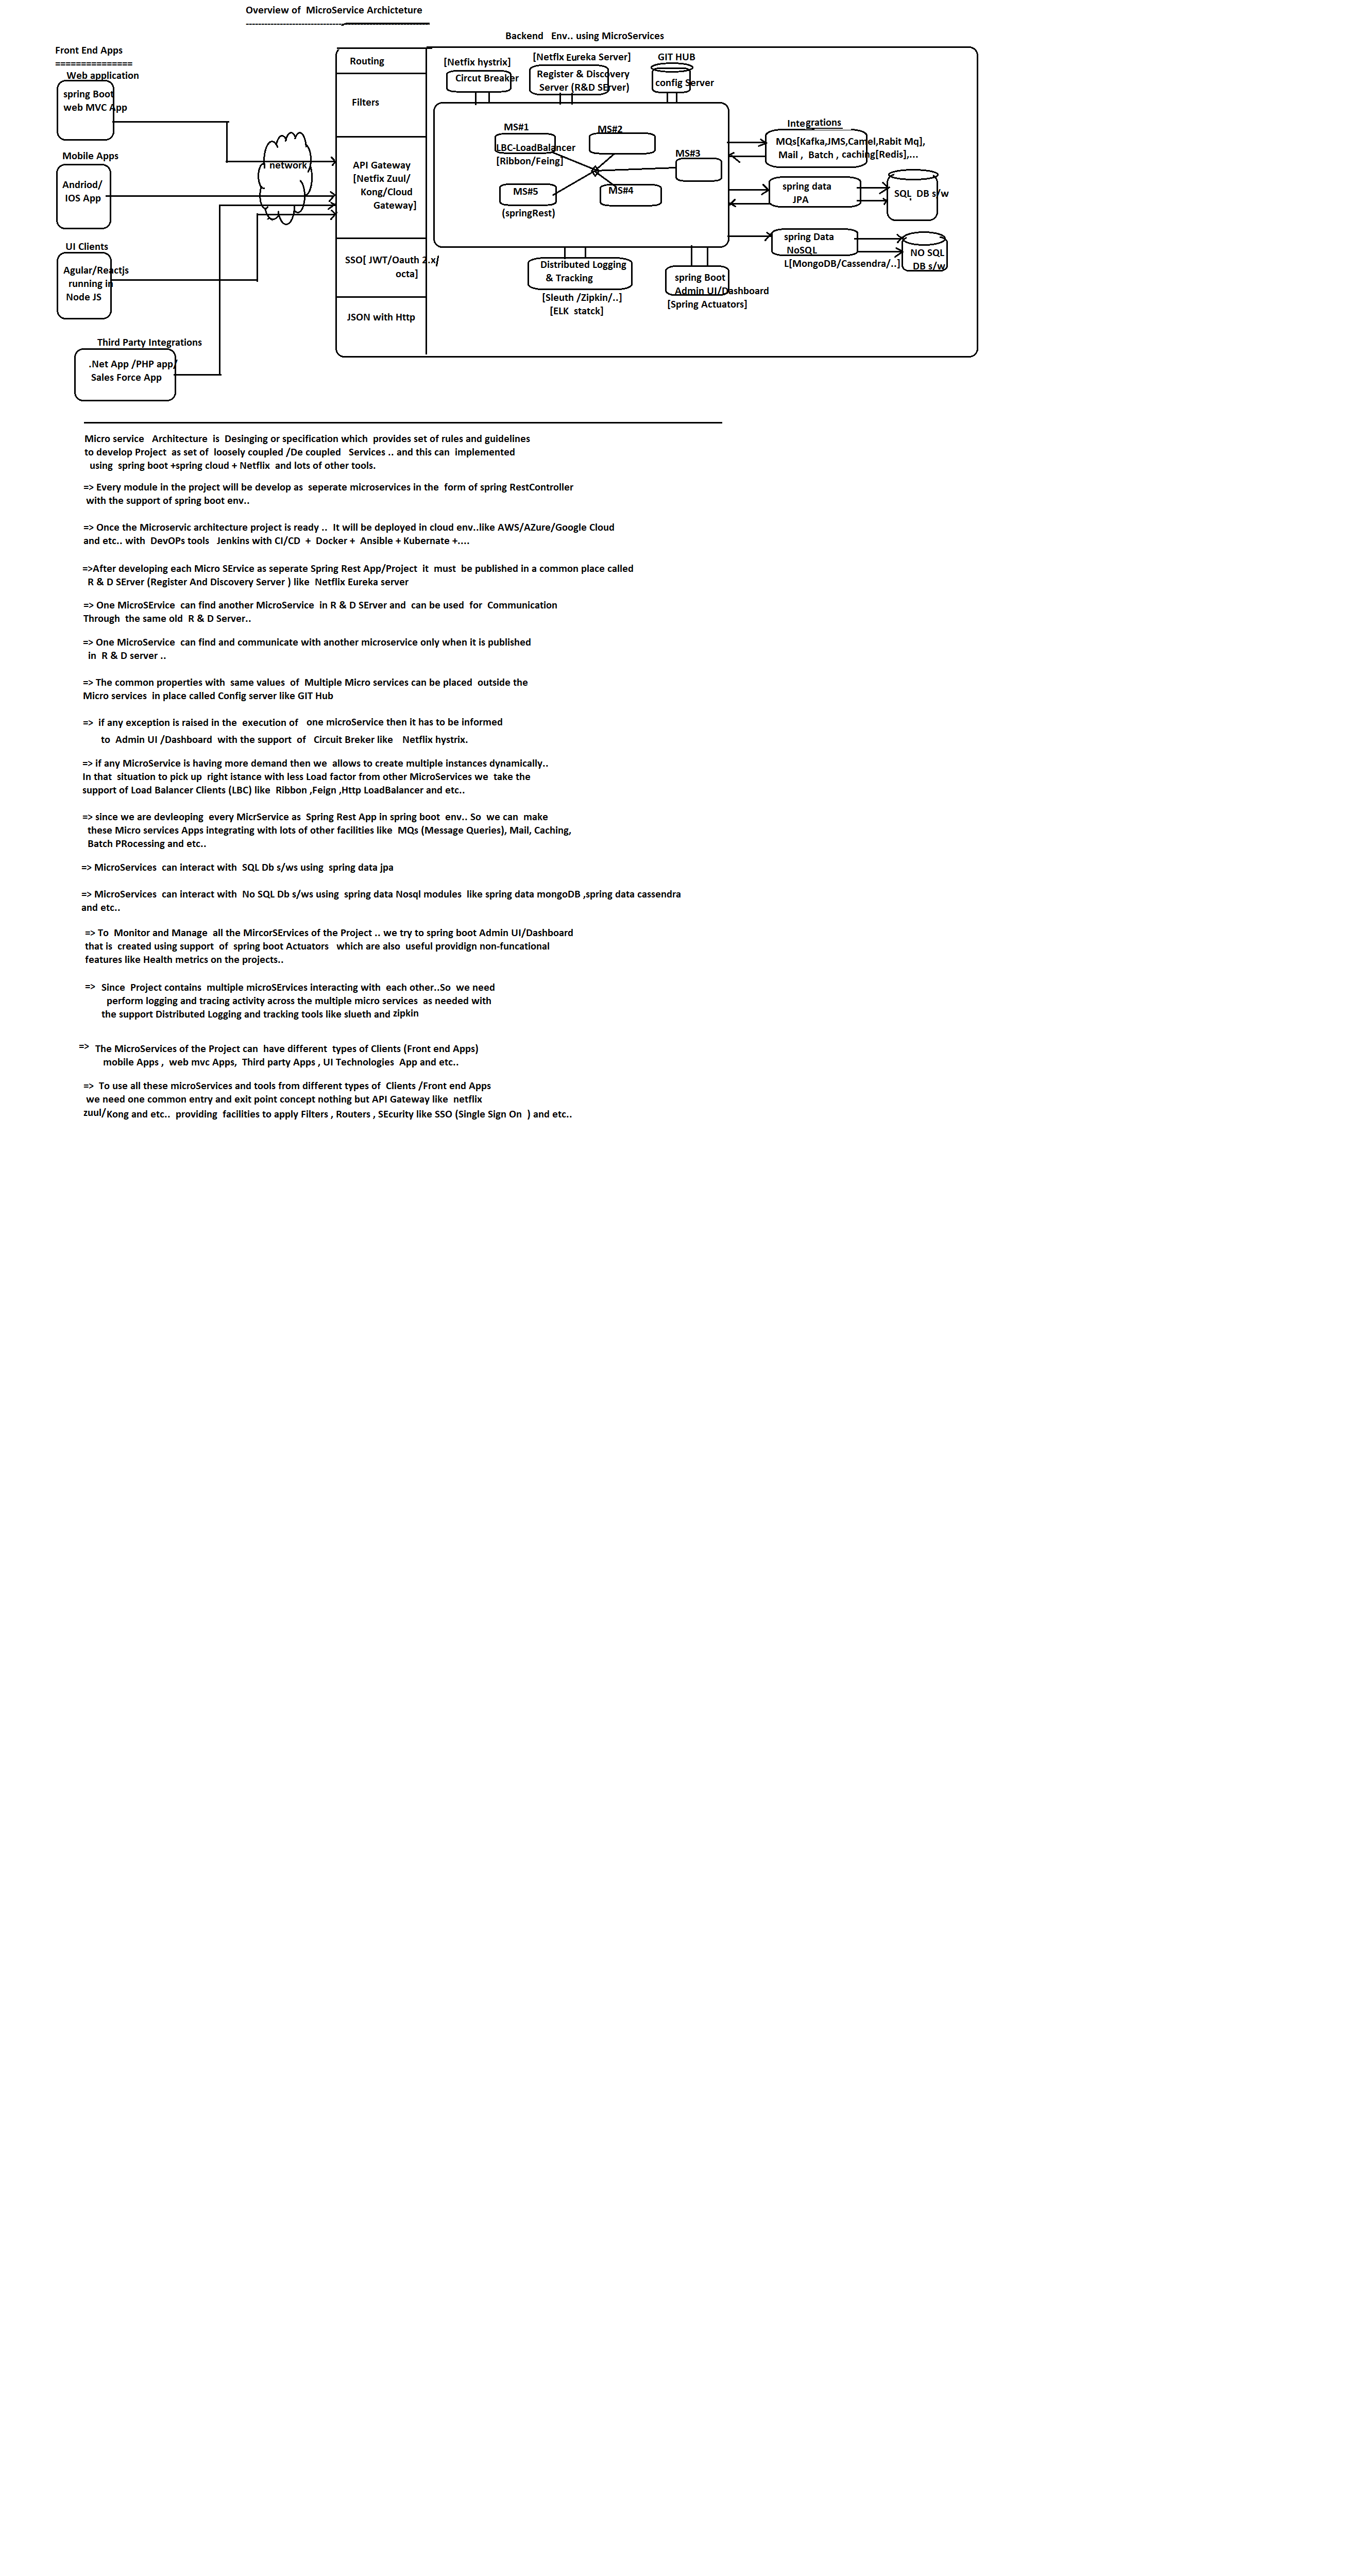 Overview of MicroService Archicteture
Backend Env.. using MicroServices
Front End Apps
===============
Web application
spring Boot
web MVC App
Mobile Apps
Andriod/
IOS App
UI Clients
Agular/Reactjs
running in
Node JS
Third Party Integrations
.Net App /PHP app/
Sales Force App
network
Routing
Filters
API Gateway
[Netfix Zuul/
Kong/Cloud
Gateway]
SSO[ JWT/Oauth 2.x/
octa]
JSON with Http
[Netfix hystrix]
Circut Breaker
[Netflx Eureka Server]
Register & Discovery
Server (R&D SErver)
GIT HUB
config Server
MS#1
LBC-LoadBalancer
[Ribbon/Feing]
MS#2
MS#3
MS#5
(springRest)
MS#4
Distributed Logging
& Tracking
[Sleuth /Zipkin/..]
[ELK statck]
spring Boot
Admin UI/Dashboard
[Spring Actuators]
Integrations
MQs[Kafka,JMS,Camel,Rabit Mq],
Mail , Batch , caching[Redis],...
spring data
JPA
SQL DB s/w
spring Data
NoSQL
L[MongoDB/Cassendra/..]
NO SQL
DB s/w
Micro service Architecture is Desinging or specification which provides set of rules and guidelines
to develop Project as set of loosely coupled /De coupled Services .. and this can implemented
using spring boot +spring cloud + Netflix and lots of other tools.
=> Every module in the project will be develop as seperate microservices in the form of spring RestController
with the support of spring boot env..
=> Once the Microservic architecture project is ready .. It will be deployed in cloud env..like AWS/AZure/Google Cloud
and etc.. with DevOPs tools Jenkins with CI/CD + Docker + Ansible + Kubernate +....
=>After developing each Micro SErvice as seperate Spring Rest App/Project it must be published in a common place called
R & D SErver (Register And Discovery Server ) like Netflix Eureka server
=> One MicroSErvice can find another MicroService in R & D SErver and can be used for Communication
Through the same old R & D Server..
=> One MicroService can find and communicate with another microservice only when it is published
in R & D server ..
=> The common properties with same values of Multiple Micro services can be placed outside the
Micro services in place called Config server like GIT Hub
=> if any exception is raised in the execution of one microService then it has to be informed
to Admin UI /Dashboard with the support of Circuit Breker like Netflix hystrix.
=> if any MicroService is having more demand then we allows to create multiple instances dynamically..
In that situation to pick up right istance with less Load factor from other MicroServices we take the
support of Load Balancer Clients (LBC) like Ribbon ,Feign ,Http LoadBalancer and etc..
=> since we are devleoping every MicrService as Spring Rest App in spring boot env.. So we can make
these Micro services Apps integrating with lots of other facilities like MQs (Message Queries), Mail, Caching,
Batch PRocessing and etc..
=> MicroServices can interact with SQL Db s/ws using spring data jpa
=> MicroServices can interact with No SQL Db s/ws using spring data Nosql modules like spring data mongoDB ,spring data cassendra
and etc..
=> To Monitor and Manage all the MircorSErvices of the Project .. we try to spring boot Admin UI/Dashboard
that is created using support of spring boot Actuators which are also useful providign non-funcational
features like Health metrics on the projects..
=> Since Project contains multiple microSErvices interacting with each other..So we need
perform logging and tracing activity across the multiple micro services as needed with
the support Distributed Logging and tracking tools like slueth and zipkin
=> The MicroServices of the Project can have different types of Clients (Front end Apps)
mobile Apps , web mvc Apps, Third party Apps , UI Technologies App and etc..
=> To use all these microServices and tools from different types of Clients /Front end Apps
we need one common entry and exit point concept nothing but API Gateway like netflix
zuul/Kong and etc.. providing facilities to apply Filters , Routers , SEcurity like SSO (Single Sign On ) and etc..